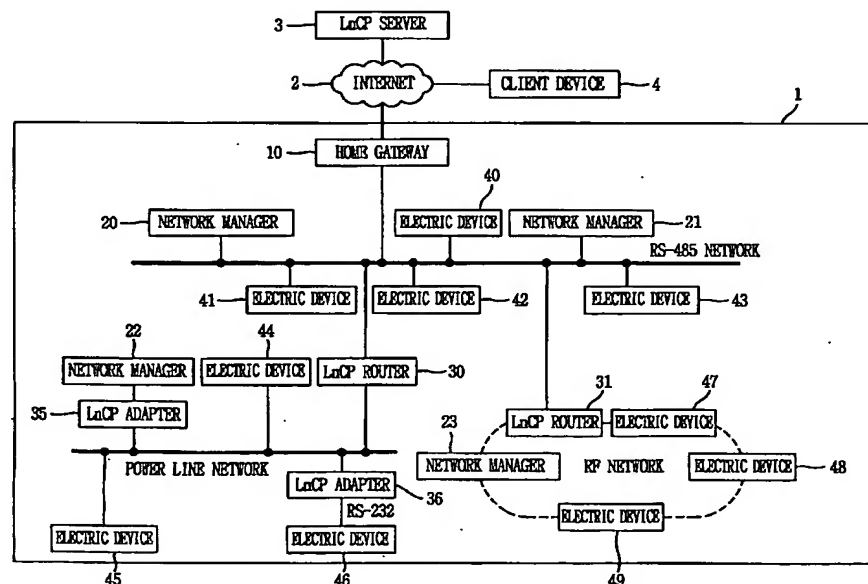 3 LnCP SERVER
2 INTERNET CLIENT DEVICE 4
1
10 HOME GATEWAY
40
20 NETWORK MANAGER ELECTRIC DEVICE NETWORK MANAGER 21
RS-485 NETWORK
41 ELECTRIC DEVICE ELECTRIC DEVICE 42 ELECTRIC DEVICE 43
22 44
NETWORK MANAGER ELECTRIC DEVICE LnCP ROUTER 30
31 47
35 LnCP ADAPTER LnCP ROUTER ELECTRIC DEVICE
23
POWER LINE NETWORK NETWORK MANAGER RF NETWORK ELECTRIC DEVICE 48
LnCP ADAPTER 36
RS-232
ELECTRIC DEVICE
ELECTRIC DEVICE ELECTRIC DEVICE
45 46 49